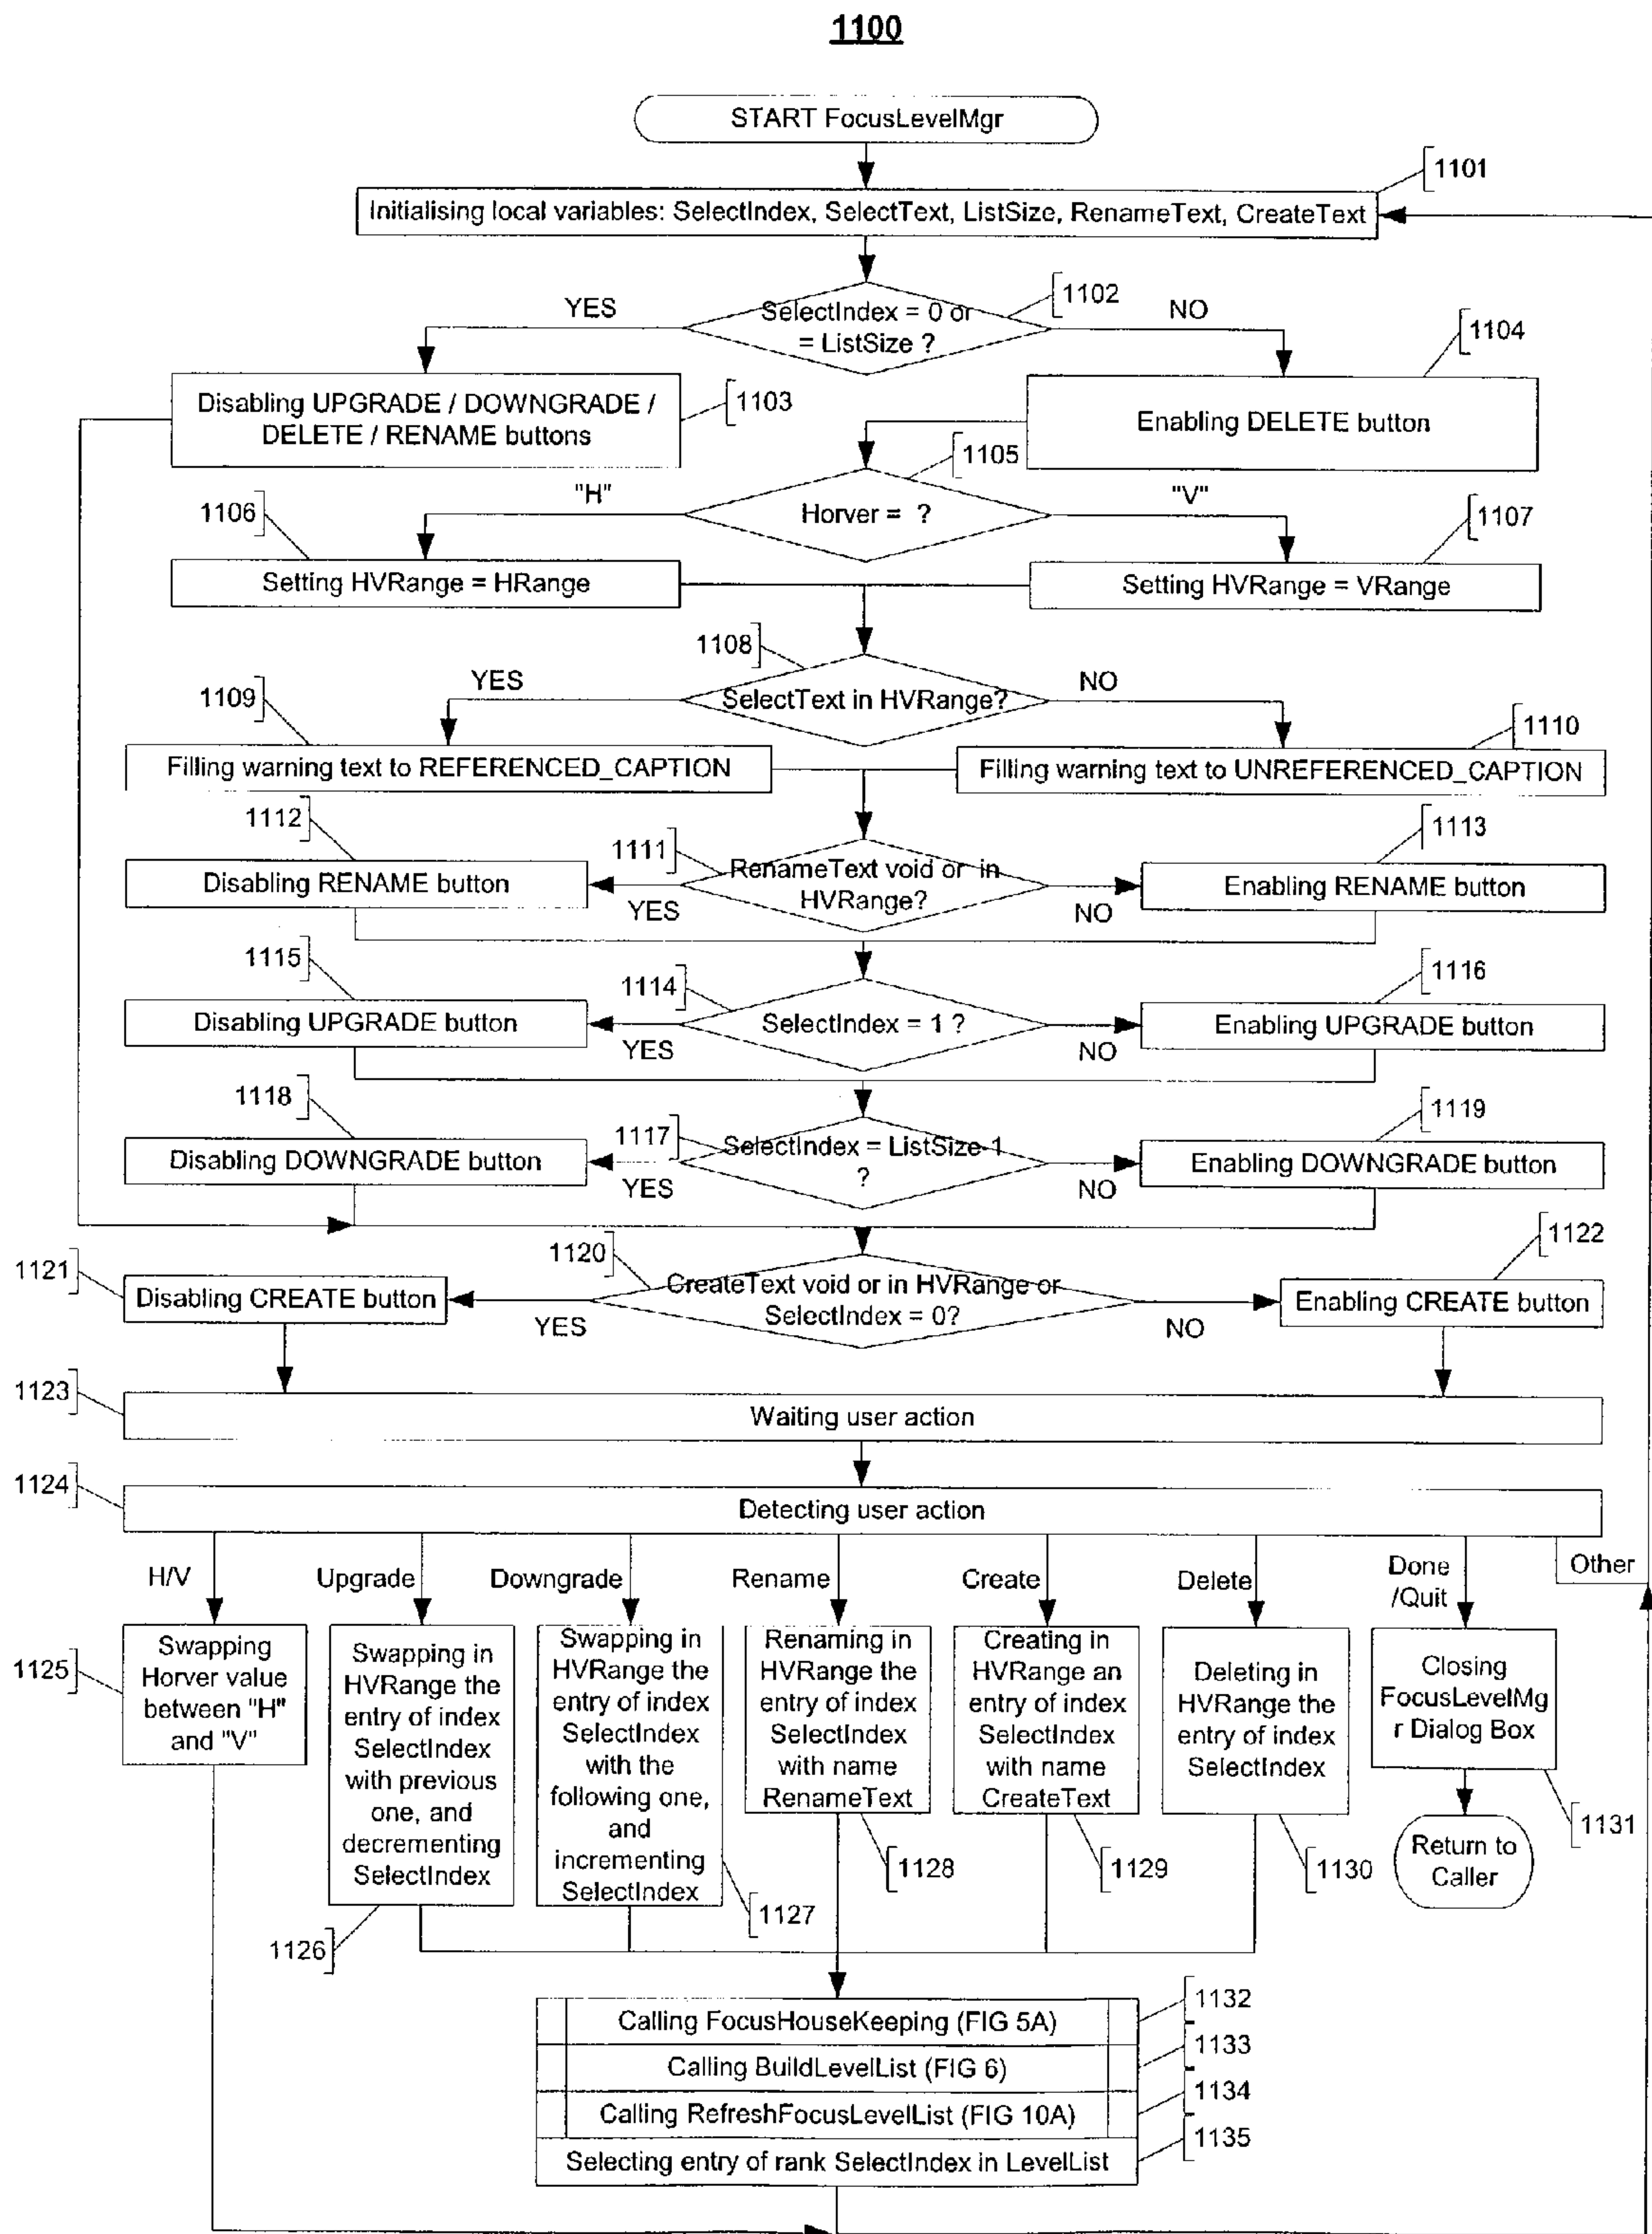 1100
START FocusLevelMgr
1101
Initialising local variables: SelectIndex, SelectText, ListSize, RenameText, CreateText
1102
YES
SelectIndex = 0 or
= ListSize ?
NO
1104
Disabling UPGRADE / DOWNGRADE /
DELETE / RENAME buttons
1103
Enabling DELETE button
1105
1106
"H"
Horver = ?
"V"
1107
Setting HVRange = HRange
Setting HVRange = VRange
1108
1109
YES
SelectText in HVRange?
NO
1110
Filling warning text to REFERENCED_CAPTION
Filling warning text to UNREFERENCED_CAPTION
1112
1111
1113
Disabling RENAME button
YES
RenameText void or in
HVRange?
NO
Enabling RENAME button
1115
1114
1116
Disabling UPGRADE button
YES
SelectIndex = 1 ?
NO
Enabling UPGRADE button
1118
1117
1119
Disabling DOWNGRADE button
YES
SelectIndex = ListSize-1
?
NO
Enabling DOWNGRADE button
1120
1122
1121
Disabling CREATE button
YES
CreateText void or in HVRange or
SelectIndex = 0?
NO
Enabling CREATE button
1123
Waiting user action
1124
Detecting user action
H/V
Upgrade
Downgrade
Rename
Create
Delete
Done
/Quit
Other
1125
Swapping
Horver value
between "H"
and "V"
Swapping in
HVRange the
entry of index
SelectIndex
with previous
one, and
decrementing
SelectIndex
1126
Swapping in
HVRange the
entry of index
SelectIndex
with the
following one,
and
incrementing
SelectIndex
1127
Renaming in
HVRange the
entry of index
SelectIndex
with name
RenameText
1128
Creating in
HVRange an
entry of index
SelectIndex
with name
CreateText
1129
Deleting in
HVRange the
entry of index
SelectIndex
1130
Closing
FocusLevelMg
r Dialog Box
1131
Return to
Caller
Calling FocusHouseKeeping (FIG 5A)
1132
Calling BuildLevelList (FIG 6)
1133
Calling RefreshFocusLevelList (FIG 10A)
1134
Selecting entry of rank SelectIndex in LevelList
1135